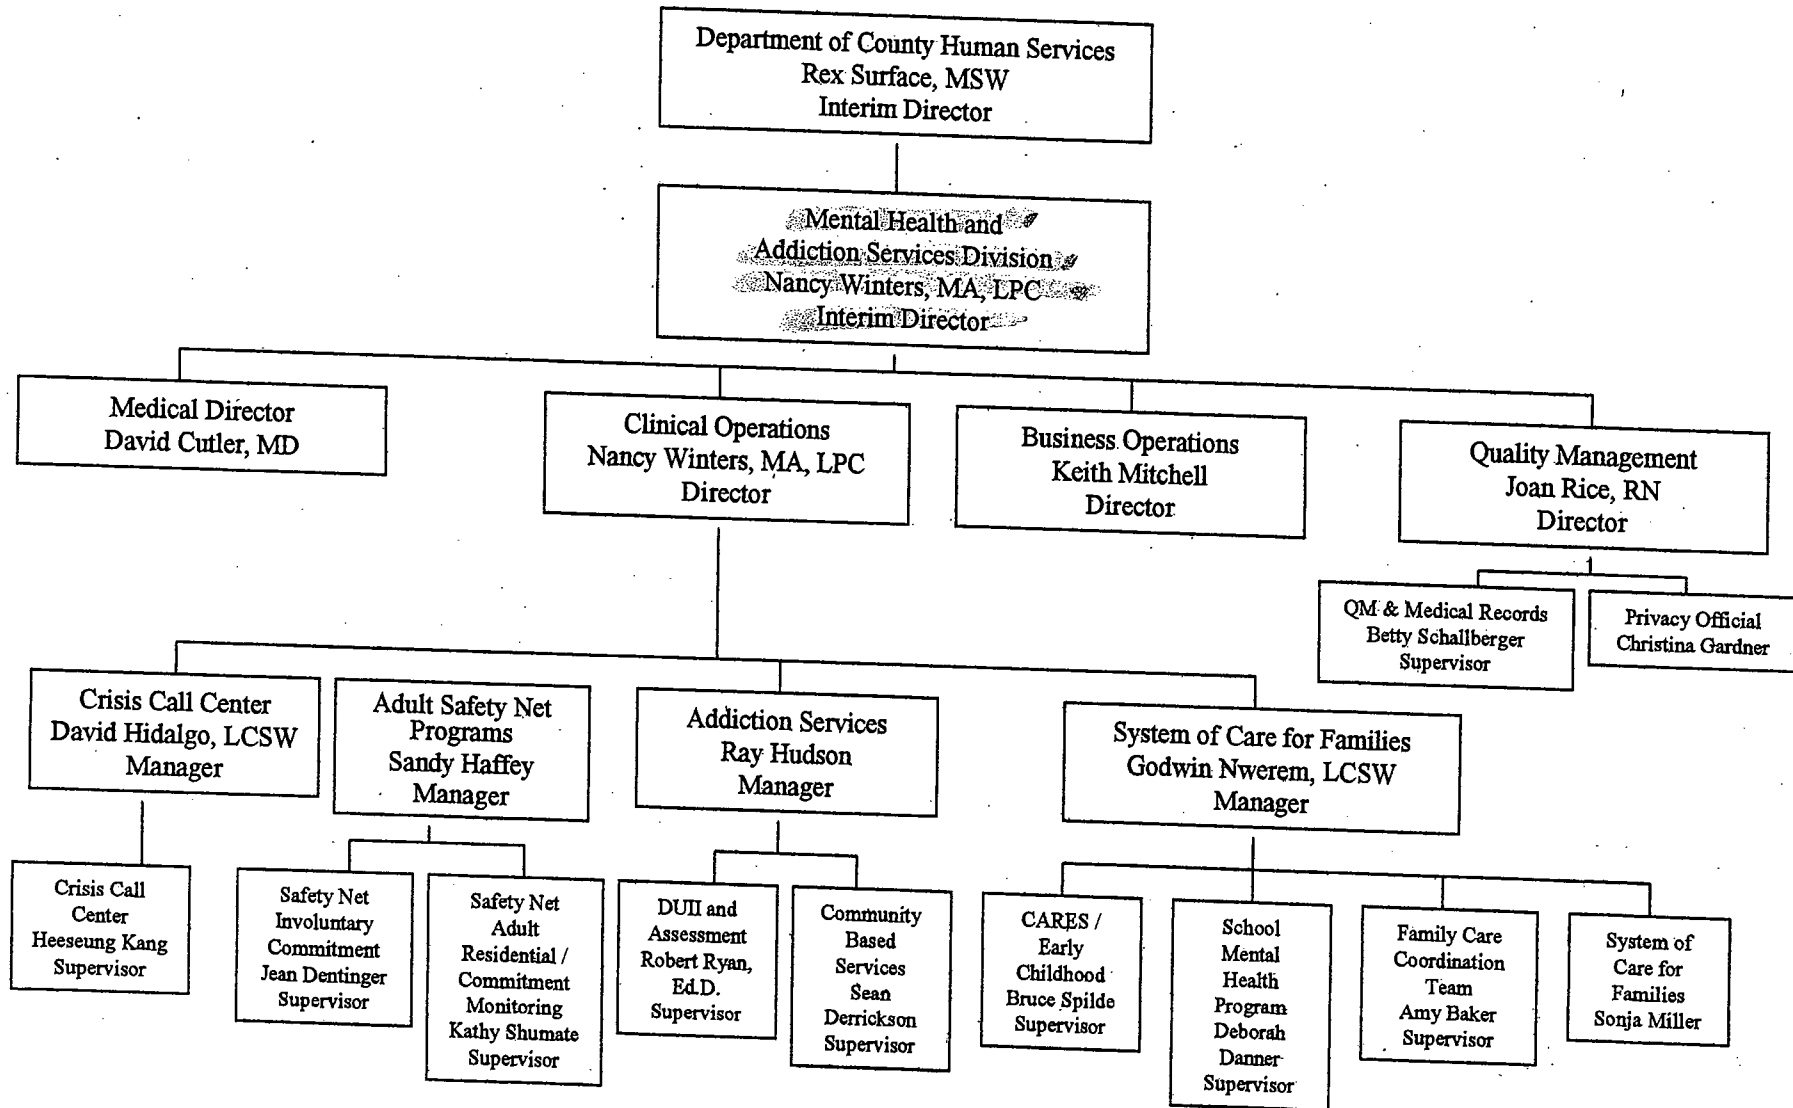 Department of County Human Services
Rex Surface, MSW
Interim Director
Mental Health and
Addiction Services Division
Nancy Winters, MA, LPC
Interim Director
Medical Director
David Cutler, MD
Clinical Operations
Nancy Winters, MA, LPC
Director
Business Operations
Keith Mitchell
Director
Quality Management
Joan Rice, RN
Director
QM & Medical Records
Betty Schallberger
Supervisor
Privacy Official
Christina Gardner
Crisis Call Center
David Hidalgo, LCSW
Manager
Adult Safety Net
Programs
Sandy Haffey
Manager
Addiction Services
Ray Hudson
Manager
System of Care for Families
Godwin Nwerem, LCSW
Manager
Crisis Call
Center
Heeseung Kang
Supervisor
Safety Net
Involuntary
Commitment
Jean Dentinger
Supervisor
Safety Net
Adult
Residential /
Commitment
Monitoring
Kathy Shumate
Supervisor
DUII and
Assessment
Robert Ryan,
Ed.D.
Supervisor
Community
Based
Services
Sean
Derrickson
Supervisor
CARES /
Early
Childhood
Bruce Spilde
Supervisor
School
Mental
Health
Program
Deborah
Danner
Supervisor
Family Care
Coordination
Team
Amy Baker
Supervisor
System of
Care for
Families
Sonja Miller